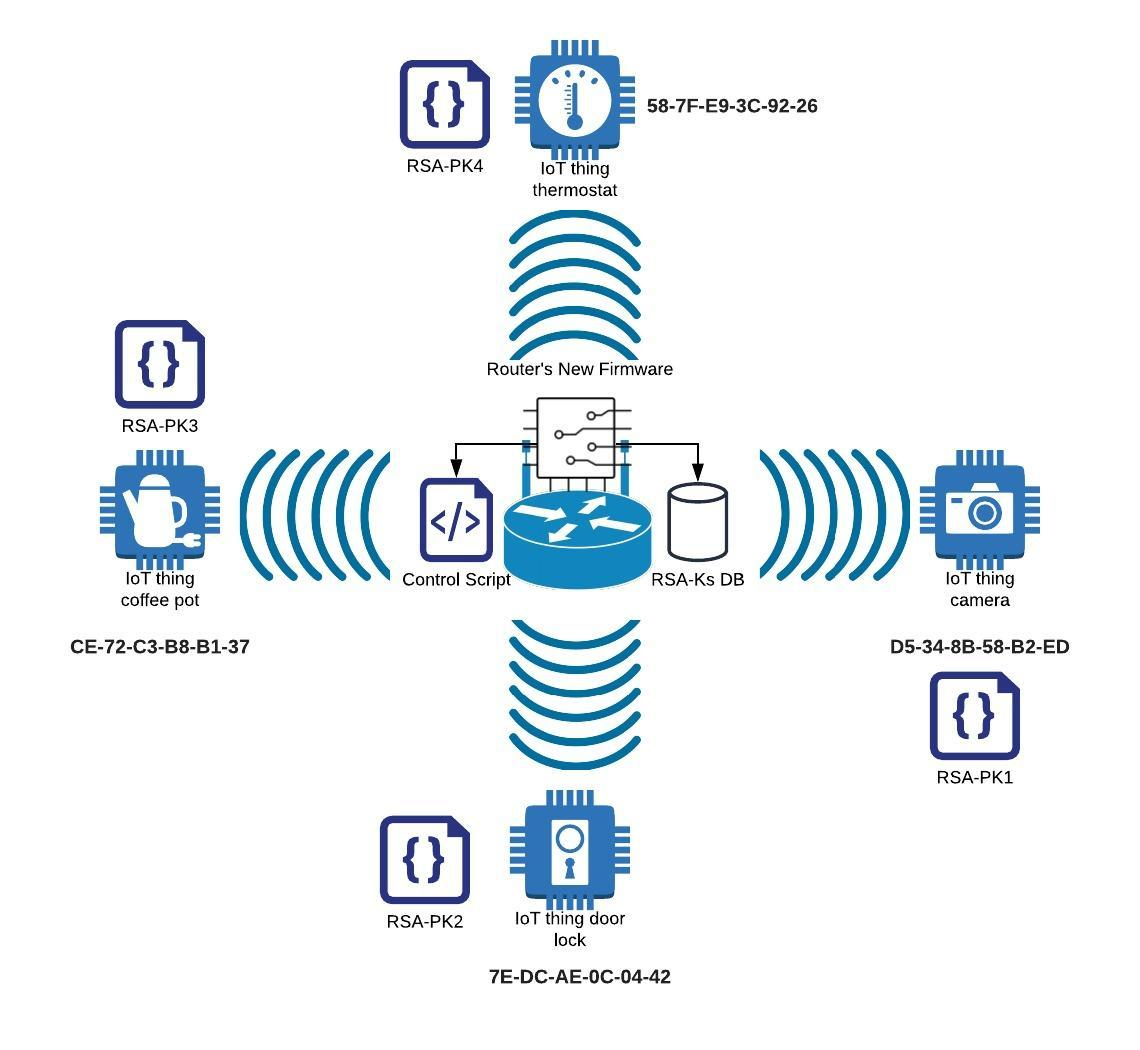 58-7F-E9-3C-92-26
{}
RSA-PK4
IoT thing
thermostat
Router's New Firmware
{}
RSA-PK3
IoT thing
coffee pot
CE-72-C3-B8-B1-37
</>
Control Script
RSA-Ks DB
IoT thing
camera
D5-34-8B-58-B2-ED
{}
RSA-PK1
{}
RSA-PK2
IoT thing door
lock
7E-DC-AE-0C-04-42